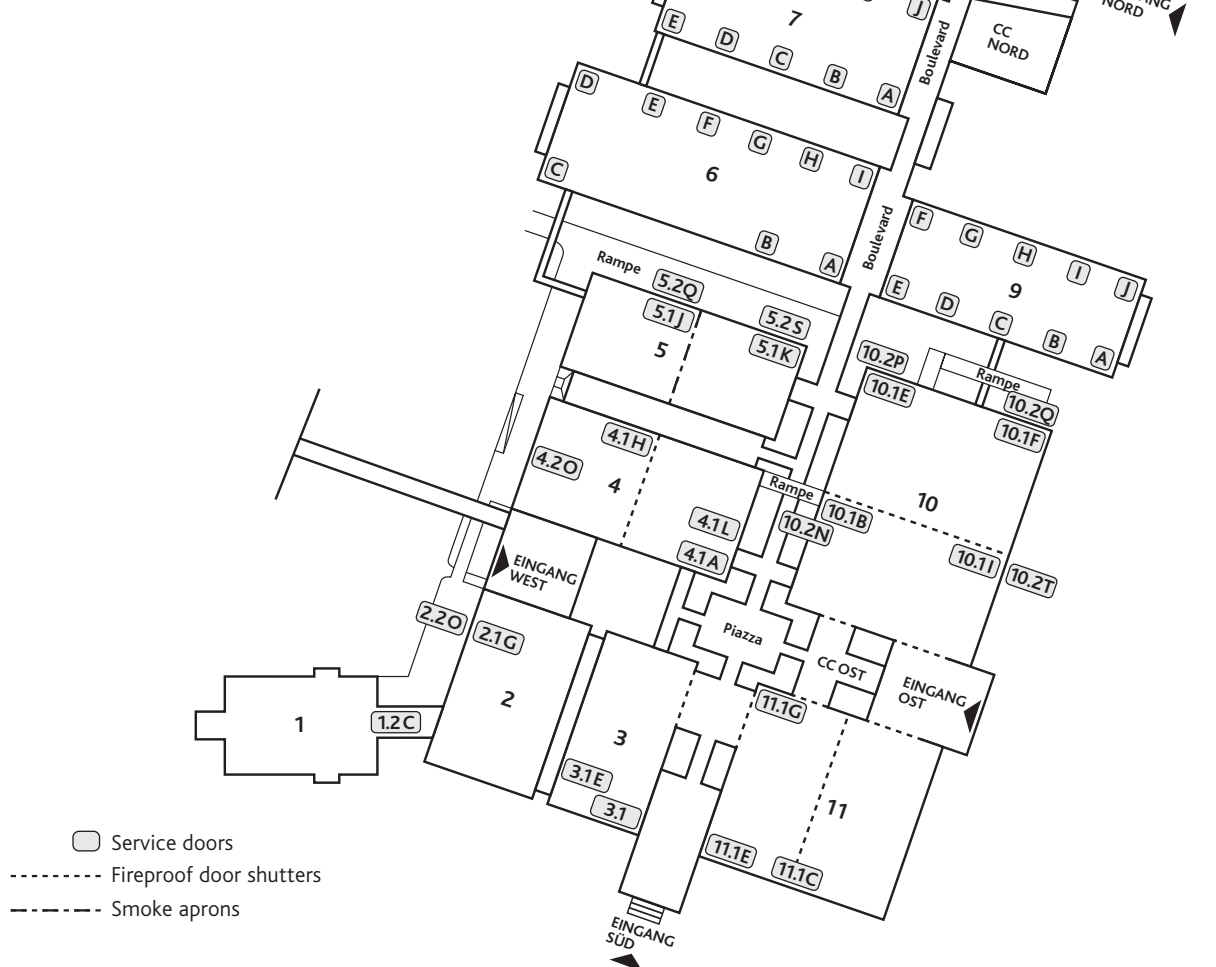 EINGANG
NORD
J
7
E
D
C
B
A
Boulevard
CC
NORD
D
E
F
G
H
I
C
6
B
A
Boulevard
F
G
H
I
J
9
E
D
C
B
A
Rampe
5.2Q
5.1J
5.2S
5.1K
5
10.2P
10.1E
Rampe
10.2Q
10.1F
4.1H
4.2O
4
4.1L
4.1A
Rampe
10.2N
10.1B
10
10.1I
10.2T
EINGANG
WEST
2.2O
2.1G
2
Piazza
CC OST
EINGANG
OST
1
1.2C
3
3.1E
3.1
11.1G
11
11.1E
11.1C
EINGANG
SÜD
Service doors
Fireproof door shutters
Smoke aprons